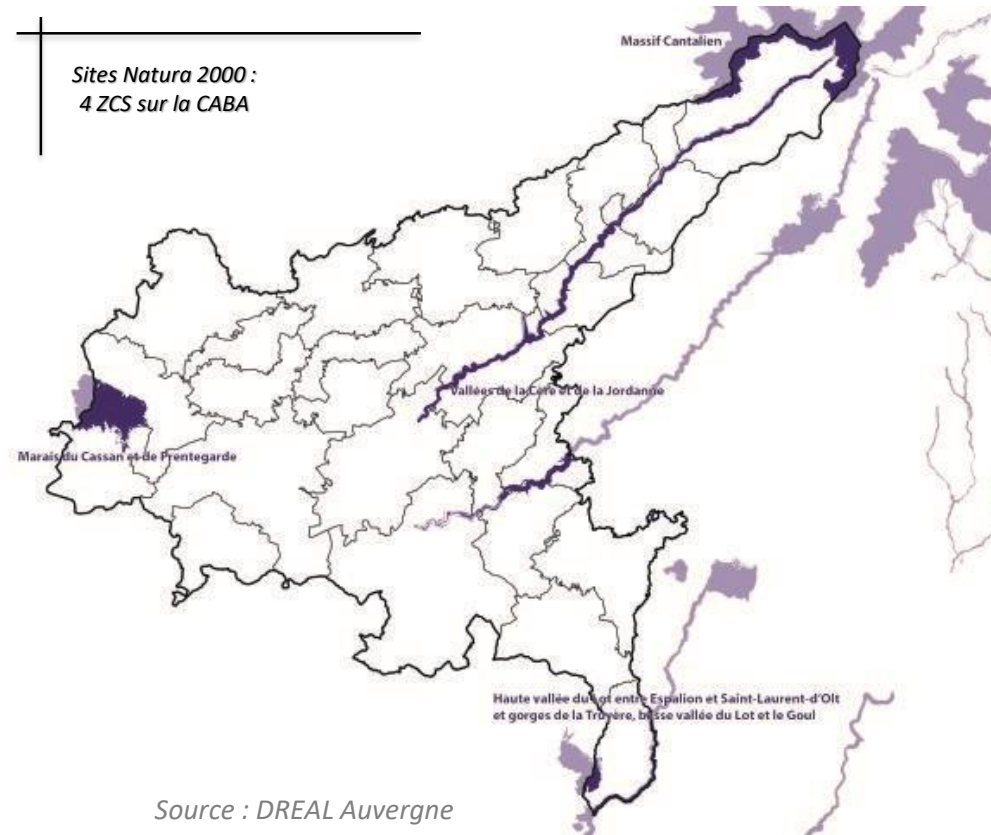 Sites Natura 2000 :
4 ZCS sur la CABA
Massif Cantalien
Vallées de la Cère et de la Jordanne
Marais du Cassan et de Prentegarde
Haute vallée du Lot entre Espalion et Saint-Laurent-d'Olt
et gorges de la Truyère, basse vallée du Lot et le Goul
Source : DREAL Auvergne